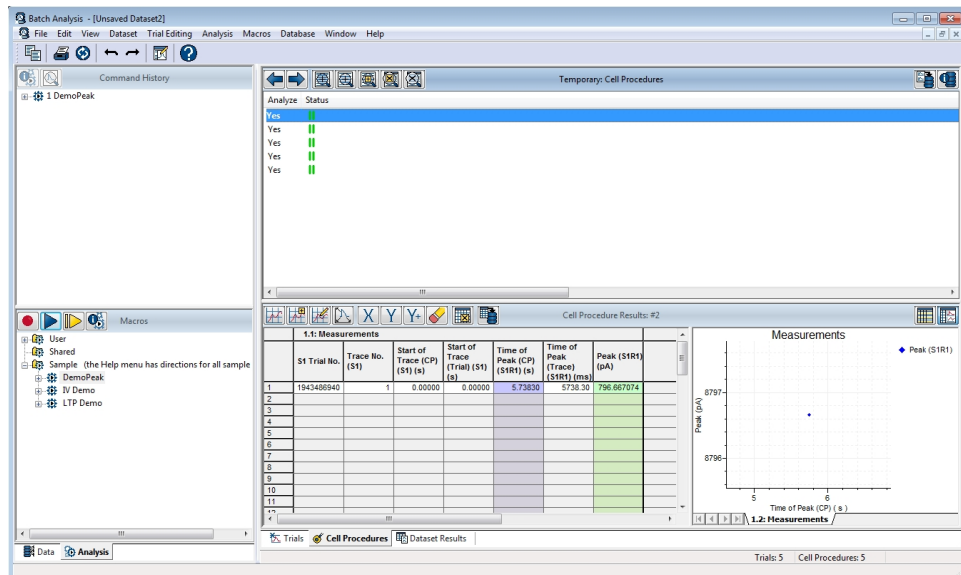 Batch Analysis - [Unsaved Dataset2]
File Edit View Dataset Trial Editing Analysis Macros Database Window Help
Command History
1 DemoPeak
Temporary: Cell Procedures
Analyze Status
Yes
Yes
Yes
Yes
Yes
Macros
User
Shared
Sample (the Help menu has directions for all sample
DemoPeak
IV Demo
LTP Demo
Data Analysis
X Y Y+
Cell Procedure Results: #2
1.1: Measurements
S1 Trial No.
Trace No. (S1)
Start of Trace (CP) (S1) (s)
Start of Trace (Trial) (S1) (s)
Time of Peak (CP) (S1R1) (s)
Time of Peak (Trace) (S1R1) (ms)
Peak (S1R1) (pA)
1 1943486940 1 0.00000 0.00000 5.73830 5738.30 796.667074
2
3
4
5
6
7
8
9
10
11
12
Measurements
Peak (S1R1)
Peak (pA)
8797
8796
5 6
Time of Peak (CP) ( s )
1.2: Measurements
Trials Cell Procedures Dataset Results
Trials: 5 Cell Procedures: 5